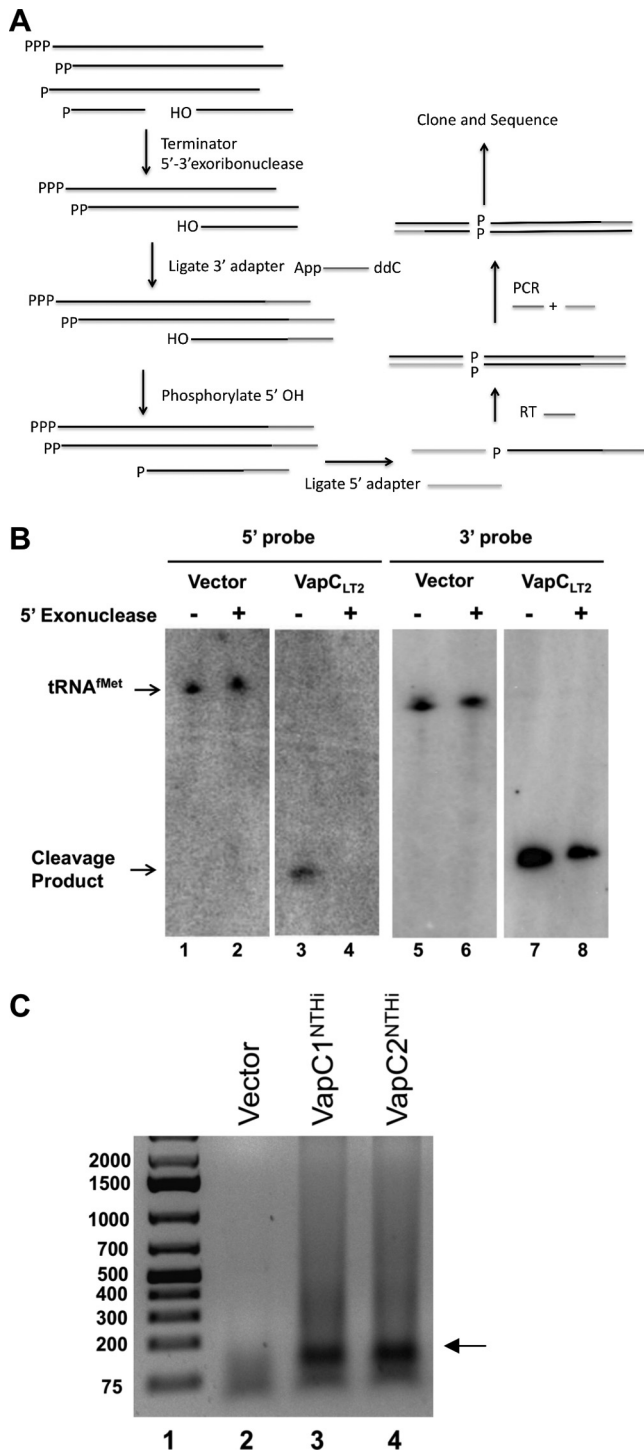 A
PPP
PP
P
P HO
Terminator
5'-3'exoribonuclease
PPP
PP
HO
Ligate 3' adapter App ddC
PPP
PP
HO
Phosphorylate 5' OH
PPP
PP
P
Ligate 5' adapter
Clone and Sequence
P
P
PCR
+
P
P
RT
P
B
5' probe 3' probe
Vector VapCLT2 Vector VapCLT2
5' Exonuclease - + - + - + - +
tRNAfMet
Cleavage
Product
1 2 3 4 5 6 7 8
C
Vector
VapC1NTHi
VapC2NTHi
2000
1500
1000
700
500
400
300
200
75
1 2 3 4